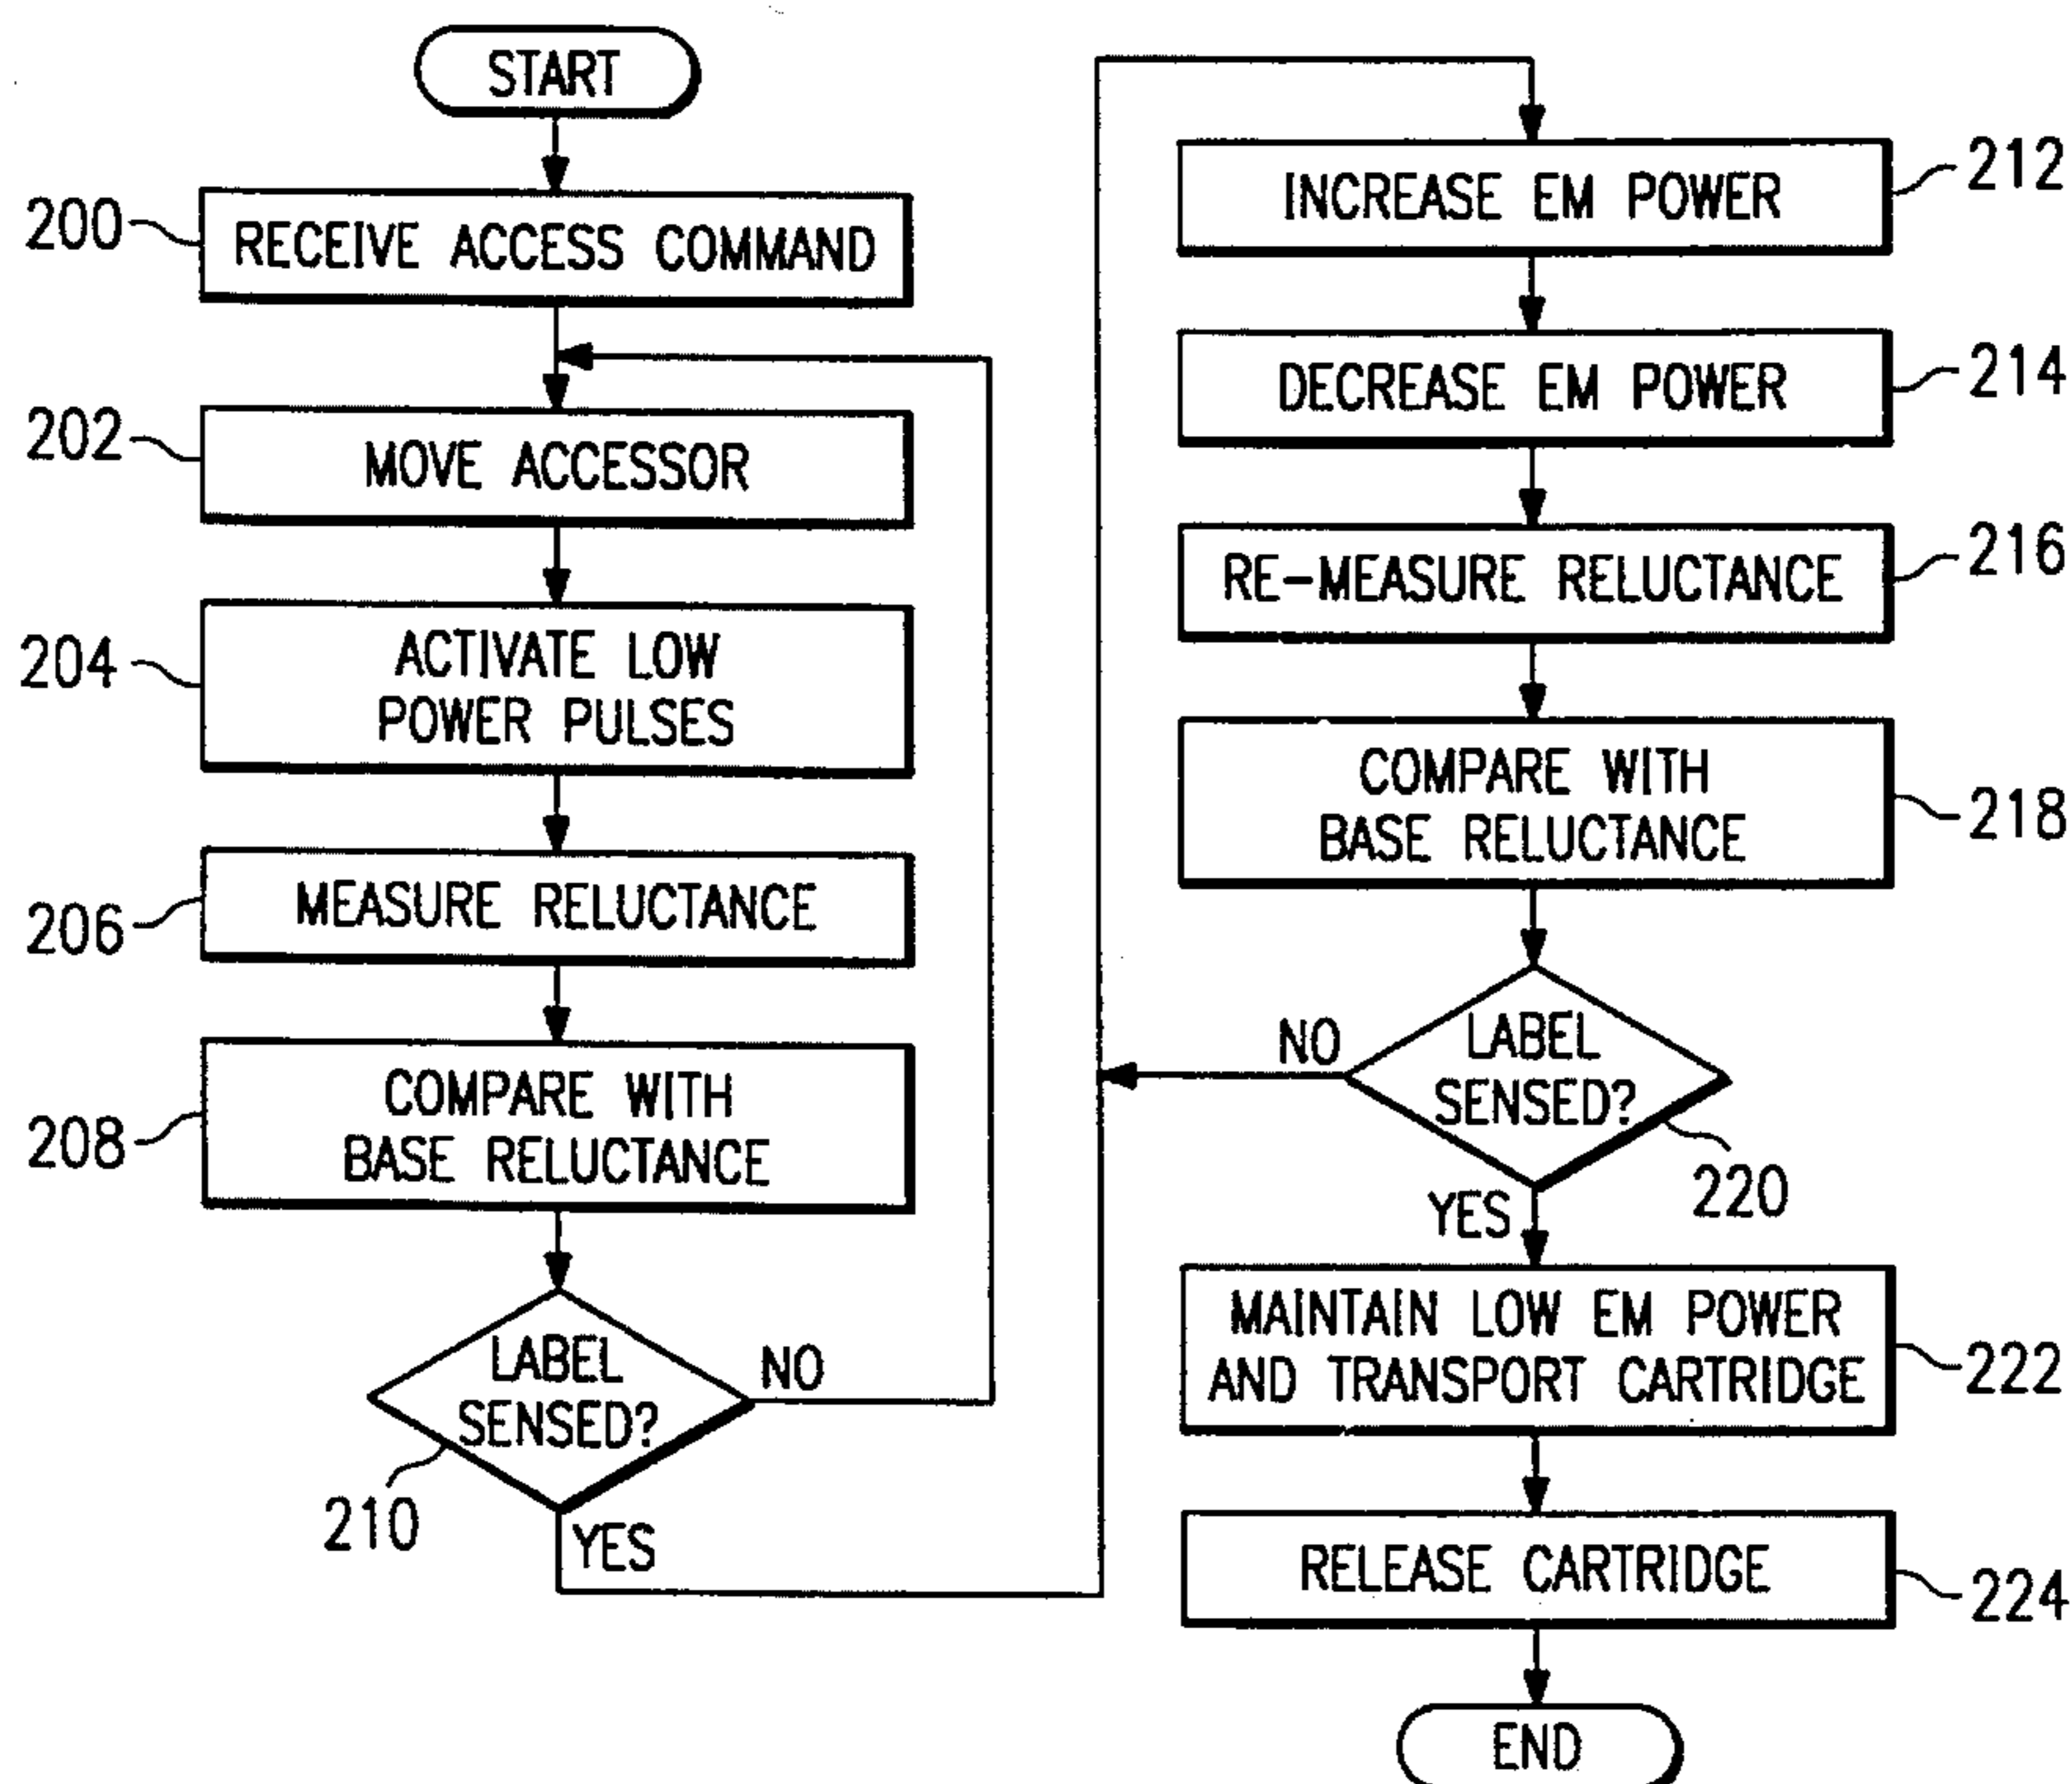 START
200
RECEIVE ACCESS COMMAND
202
MOVE ACCESSOR
204
ACTIVATE LOW
POWER PULSES
206
MEASURE RELUCTANCE
208
COMPARE WITH
BASE RELUCTANCE
LABEL
SENSED?
NO
210
YES
212
INCREASE EM POWER
214
DECREASE EM POWER
216
RE-MEASURE RELUCTANCE
218
COMPARE WITH
BASE RELUCTANCE
NO
LABEL
SENSED?
220
YES
222
MAINTAIN LOW EM POWER
AND TRANSPORT CARTRIDGE
224
RELEASE CARTRIDGE
END